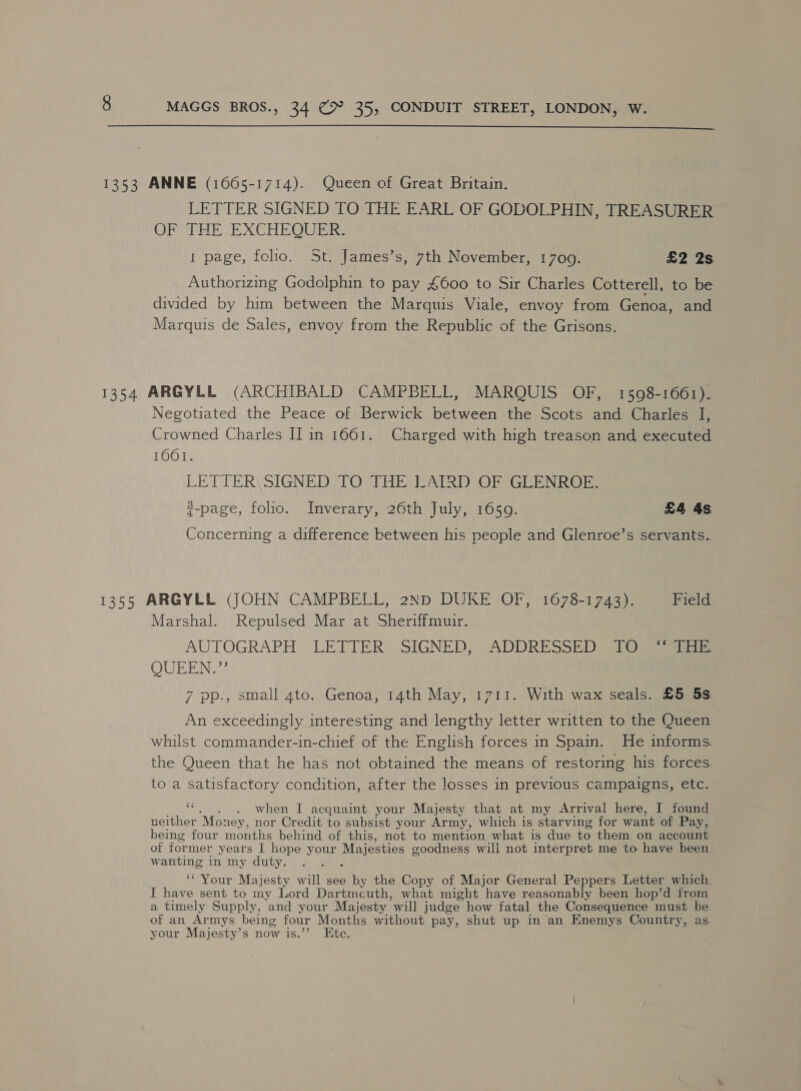 8 MAGGS BROS., 34 & 35, CONDUIT STREET, LONDON, W.
1353 ANNE (1665-1714). Queen of Great Britain.
LETTER SIGNED TO THE EARL OF GODOLPHIN, TREASURER
OF THE EXCHEQUER.
1 page, folio. St. James's, 7th November, 1709. £2 2s
Authorizing Godolphin to pay £600 to Sir Charles Cotterell, to be
divided by him between the Marquis Viale, envoy from Genoa, and
Marquis de Sales, envoy from the Republic of the Grisons.
1354 ARGYLL (ARCHIBALD CAMPBELL, MARQUIS OF, 1598-1661).
Negotiated the Peace of Berwick between the Scots and Charles I,
Crowned Charles II in 1661. Charged with high treason and executed
1661.
LETTER SIGNED TO THE LAIRD OF GLENROE.
¾-page, folio. Inverary, 26th July, 1659. £4 4s
Concerning a difference between his people and Glenroe's servants.
1355 ARGYLL (JOHN CAMPBELL, 2ND DUKE OF, 1678-1743). Field
Marshal. Repulsed Mar at Sheriffmuir.
AUTOGRAPH LETTER SIGNED, ADDRESSED TO "THE
QUEEN."
7 pp., small 4to. Genoa, 14th May, 1711. With wax seals. £5 5s
An exceedingly interesting and lengthy letter written to the Queen
whilst commander-in-chief of the English forces in Spain. He informs
the Queen that he has not obtained the means of restoring his forces
to a satisfactory condition, after the losses in previous campaigns, etc.
". . . when I acquaint your Majesty that at my Arrival here, I found
neither Money, nor Credit to subsist your Army, which is starving for want of Pay,
being four months behind of this, not to mention what is due to them on account
of former years I hope your Majesties goodness will not interpret me to have been
wanting in my duty. . . .
"Your Majesty will see by the Copy of Major General Peppers Letter which
I have sent to my Lord Dartmouth, what might have reasonably been hop'd from
a timely Supply, and your Majesty will judge how fatal the Consequence must be
of an Armys being four Months without pay, shut up in an Enemys Country, as
your Majesty's now is." Etc.